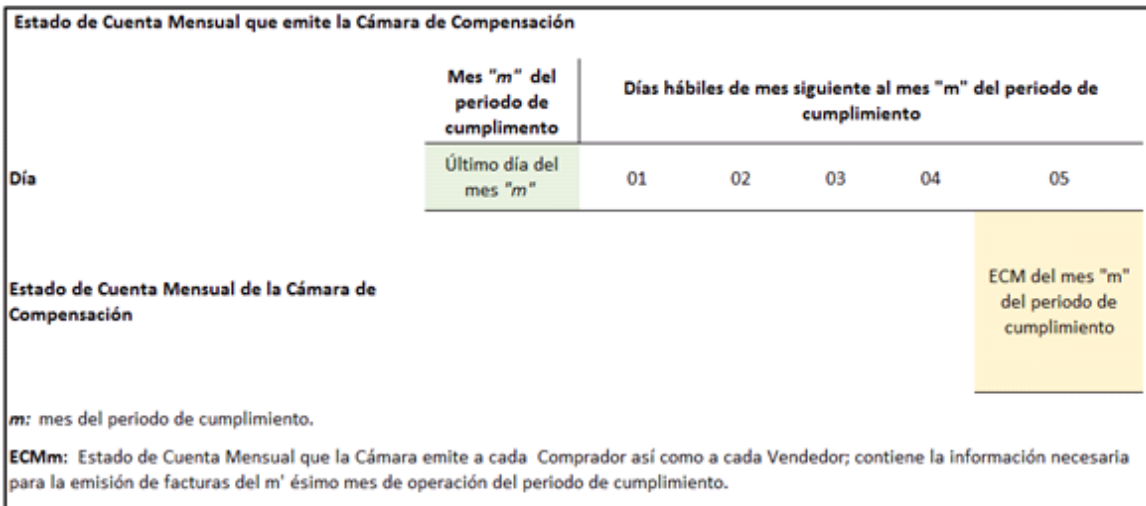 Estado de Cuenta Mensual que emite la Cámara de Compensación
Mes "m" del
periodo de
cumplimento
Días hábiles de mes siguiente al mes "m" del periodo de
cumplimiento
Día
Último día del
mes "m"
01
02
03
04
05
Estado de Cuenta Mensual de la Cámara de
Compensación
ECM del mes "m"
del periodo de
cumplimiento
m: mes del periodo de cumplimiento.
ECMm: Estado de Cuenta Mensual que la Cámara emite a cada Comprador así como a cada Vendedor; contiene la información necesaria
para la emisión de facturas del m' ésimo mes de operación del periodo de cumplimiento.